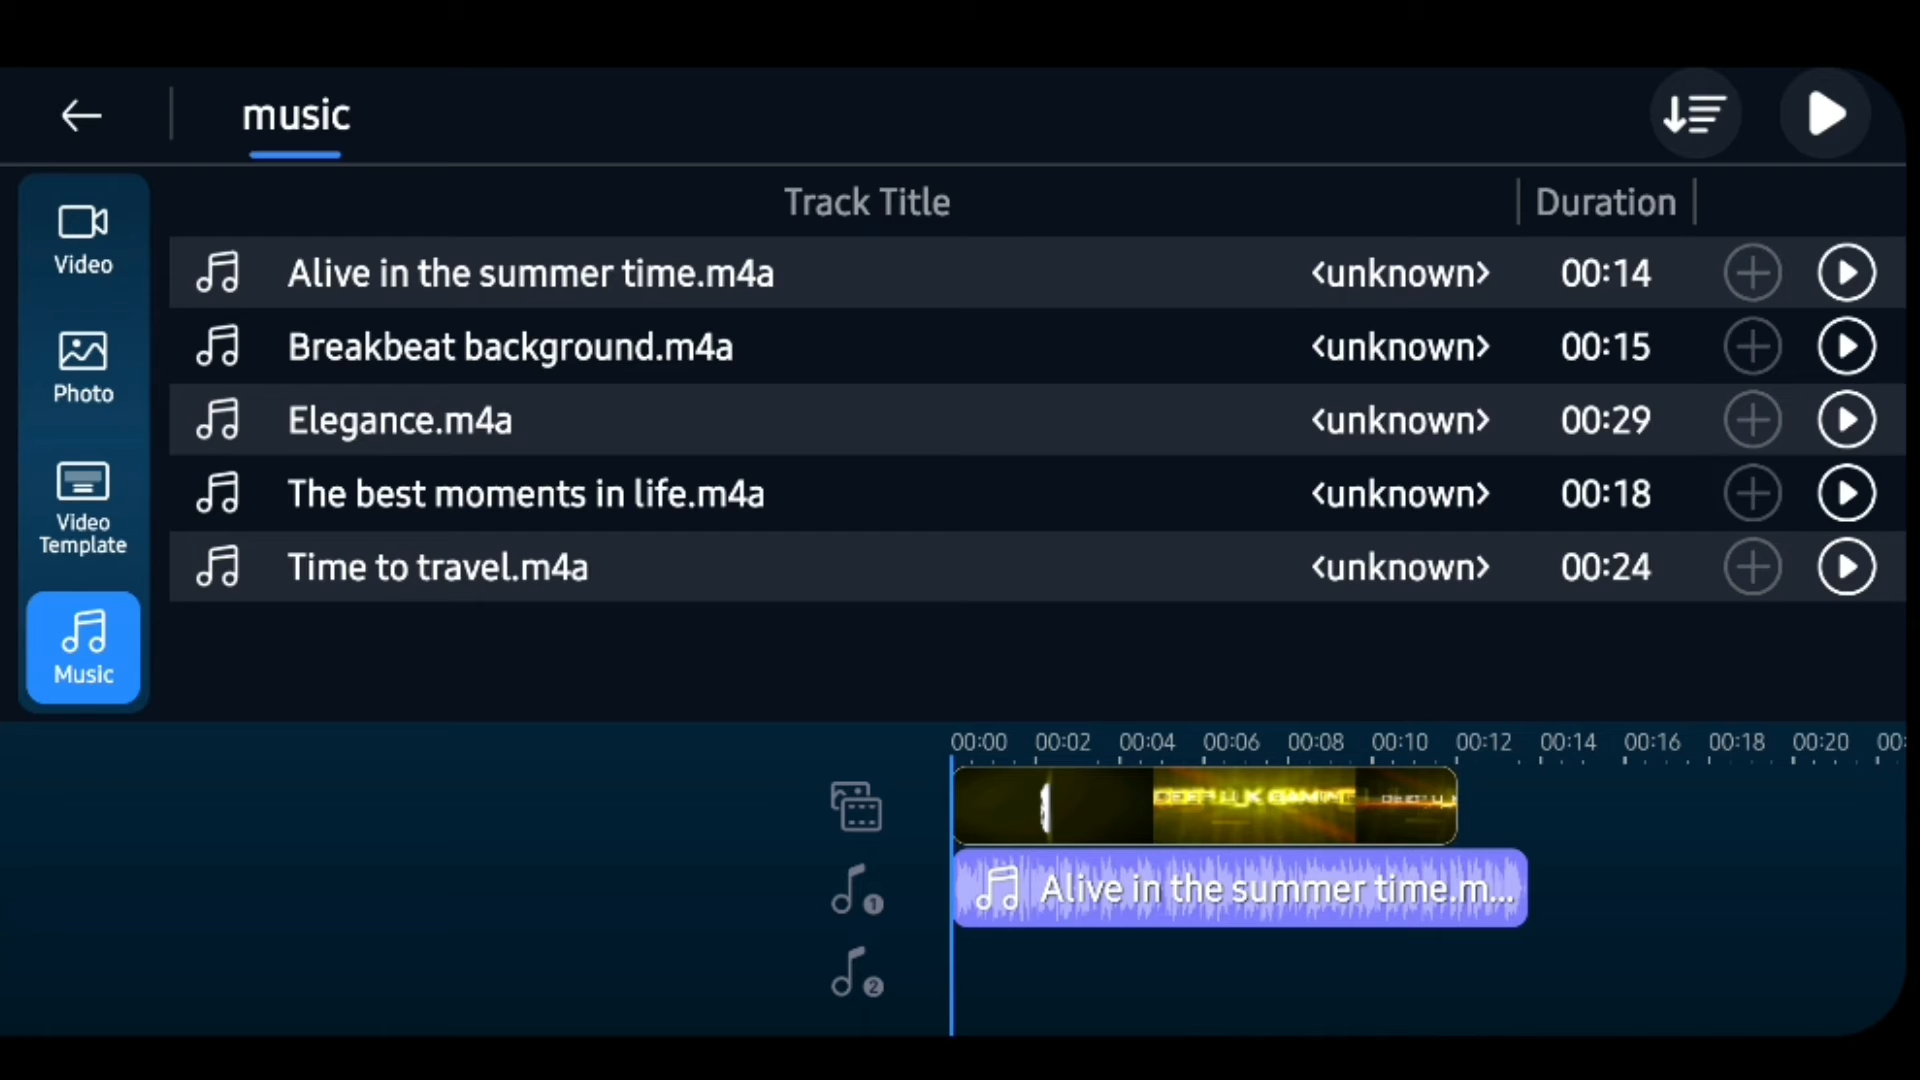 music
Track Title Duration
Video
Alive in the summer time.m4a <unknown> 00:14
Breakbeat background.m4a <unknown> 00:15
Photo
Elegance.m4a <unknown> 00:29
The best moments in life.m4a <unknown> 00:18
Video
Template
Time to travel.m4a <unknown> 00:24
Music
00:00 00:02 00:04 00:06 00:08 00:10 00:12 00:14 00:16 00:18 00:20 00:
Alive in the summer time.m...
1
2